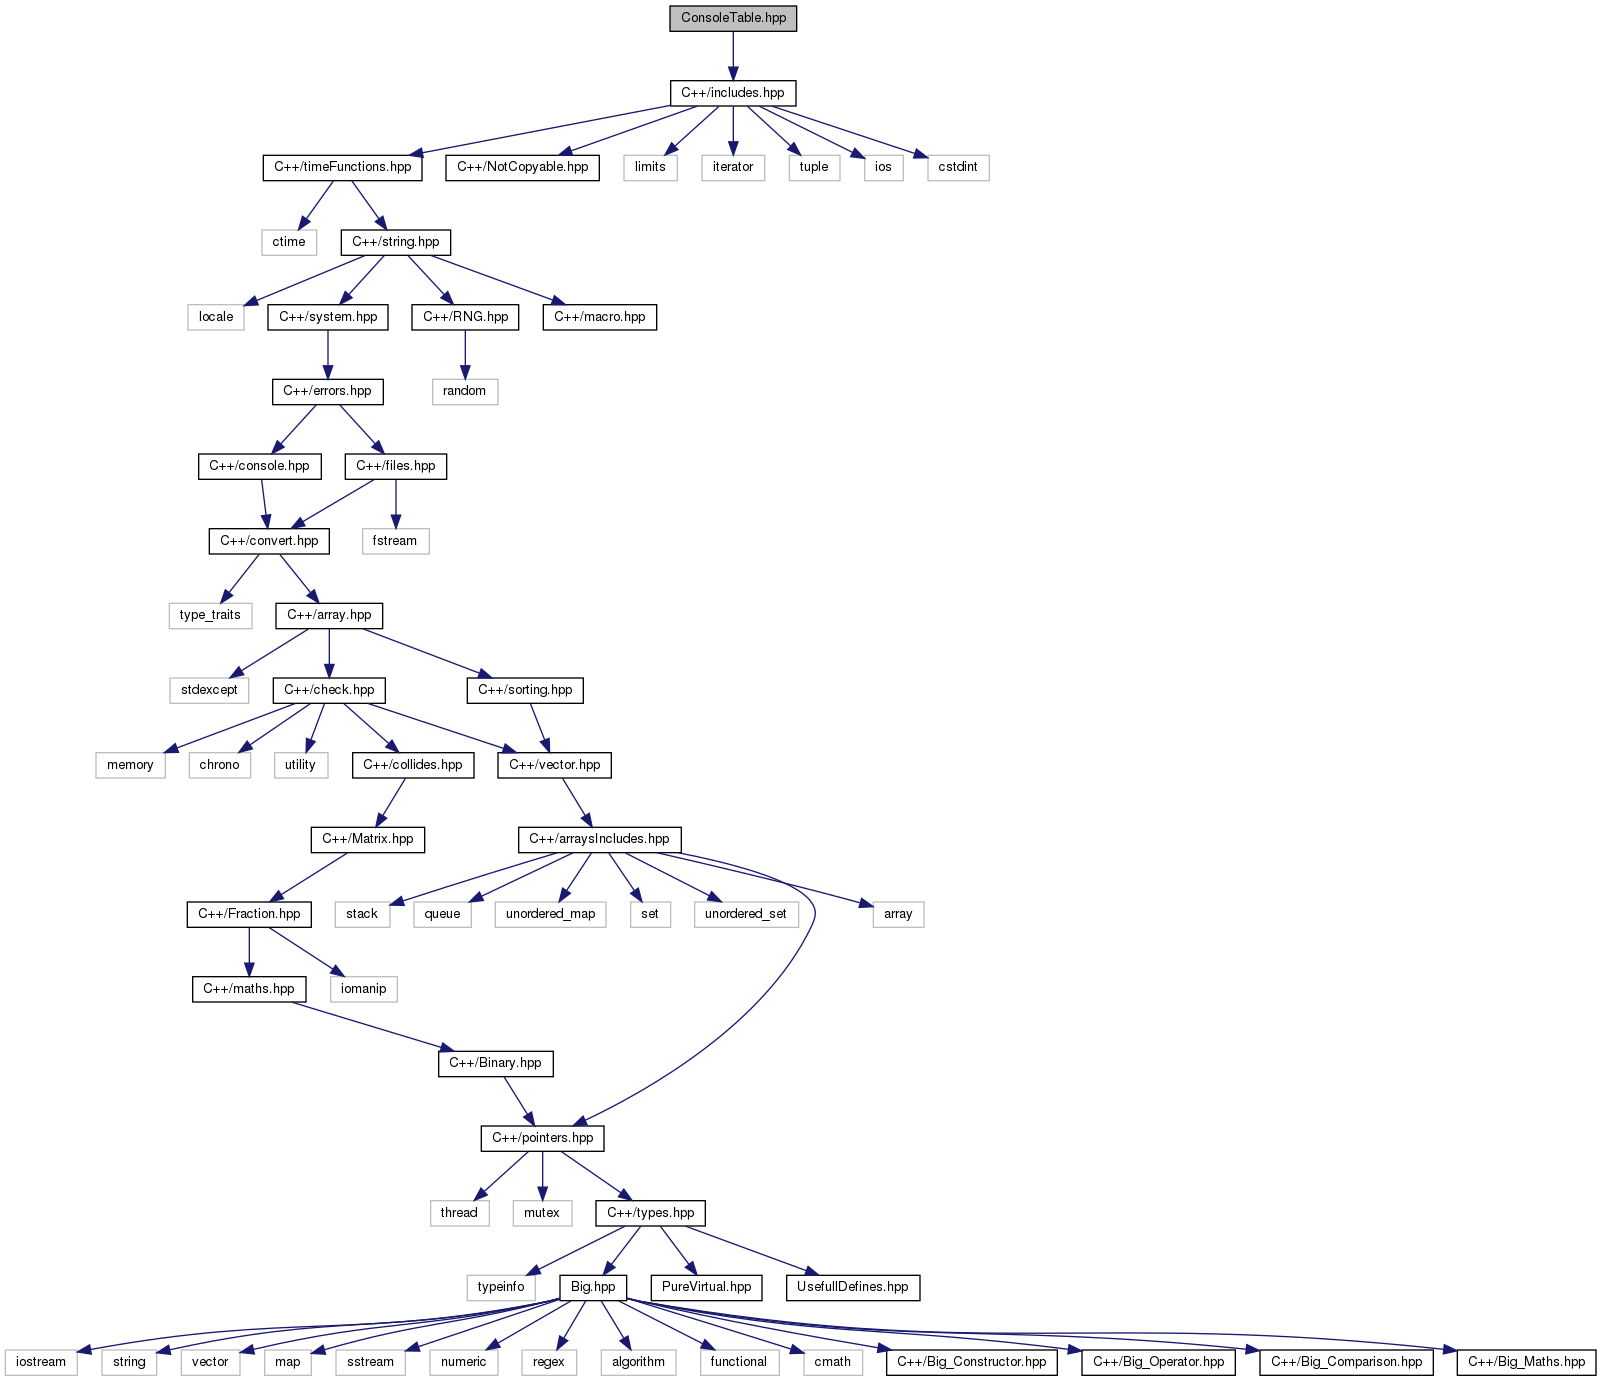 ConsoleTable.hpp
C++/includes.hpp
C++/timeFunctions.hpp
C++/NotCopyable.hpp
limits
iterator
tuple
ios
cstdint
ctime
C++/string.hpp
locale
C++/system.hpp
C++/RNG.hpp
C++/macro.hpp
C++/errors.hpp
random
C++/console.hpp
C++/files.hpp
C++/convert.hpp
fstream
type_traits
C++/array.hpp
stdexcept
C++/check.hpp
C++/sorting.hpp
memory
chrono
utility
C++/collides.hpp
C++/vector.hpp
C++/Matrix.hpp
C++/arraysIncludes.hpp
C++/Fraction.hpp
stack
queue
unordered_map
set
unordered_set
array
C++/maths.hpp
iomanip
C++/Binary.hpp
C++/pointers.hpp
thread
mutex
C++/types.hpp
typeinfo
Big.hpp
PureVirtual.hpp
UsefullDefines.hpp
iostream
string
vector
map
sstream
numeric
regex
algorithm
functional
cmath
C++/Big_Constructor.hpp
C++/Big_Operator.hpp
C++/Big_Comparison.hpp
C++/Big_Maths.hpp